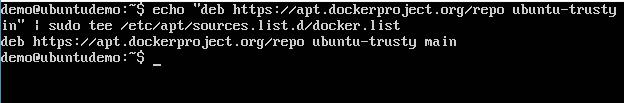 demo@ubuntudemo:~$ echo "deb https://apt.dockerproject.org/repo ubuntu-trusty
in" | sudo tee /etc/apt/sources.list.d/docker.list
deb https://apt.dockerproject.org/repo ubuntu-trusty main
demo@ubuntudemo:~$ _